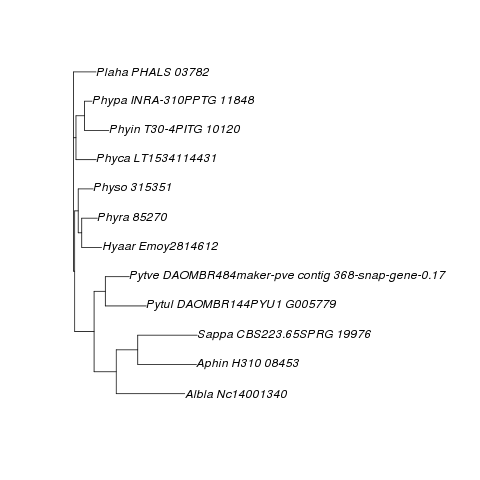 Plaha PHALS 03782
Phypa INRA-310PPTG 11848
Phyin T30-4PITG 10120
Phyca LT1534114431
Physo 315351
Phyra 85270
Hyaar Emoy2814612
Pytve DAOMBR484maker-pve contig 368-snap-gene-0.17
Pytul DAOMBR144PYU1 G005779
Sappa CBS223.65SPRG 19976
Aphin H310 08453
Albla Nc14001340